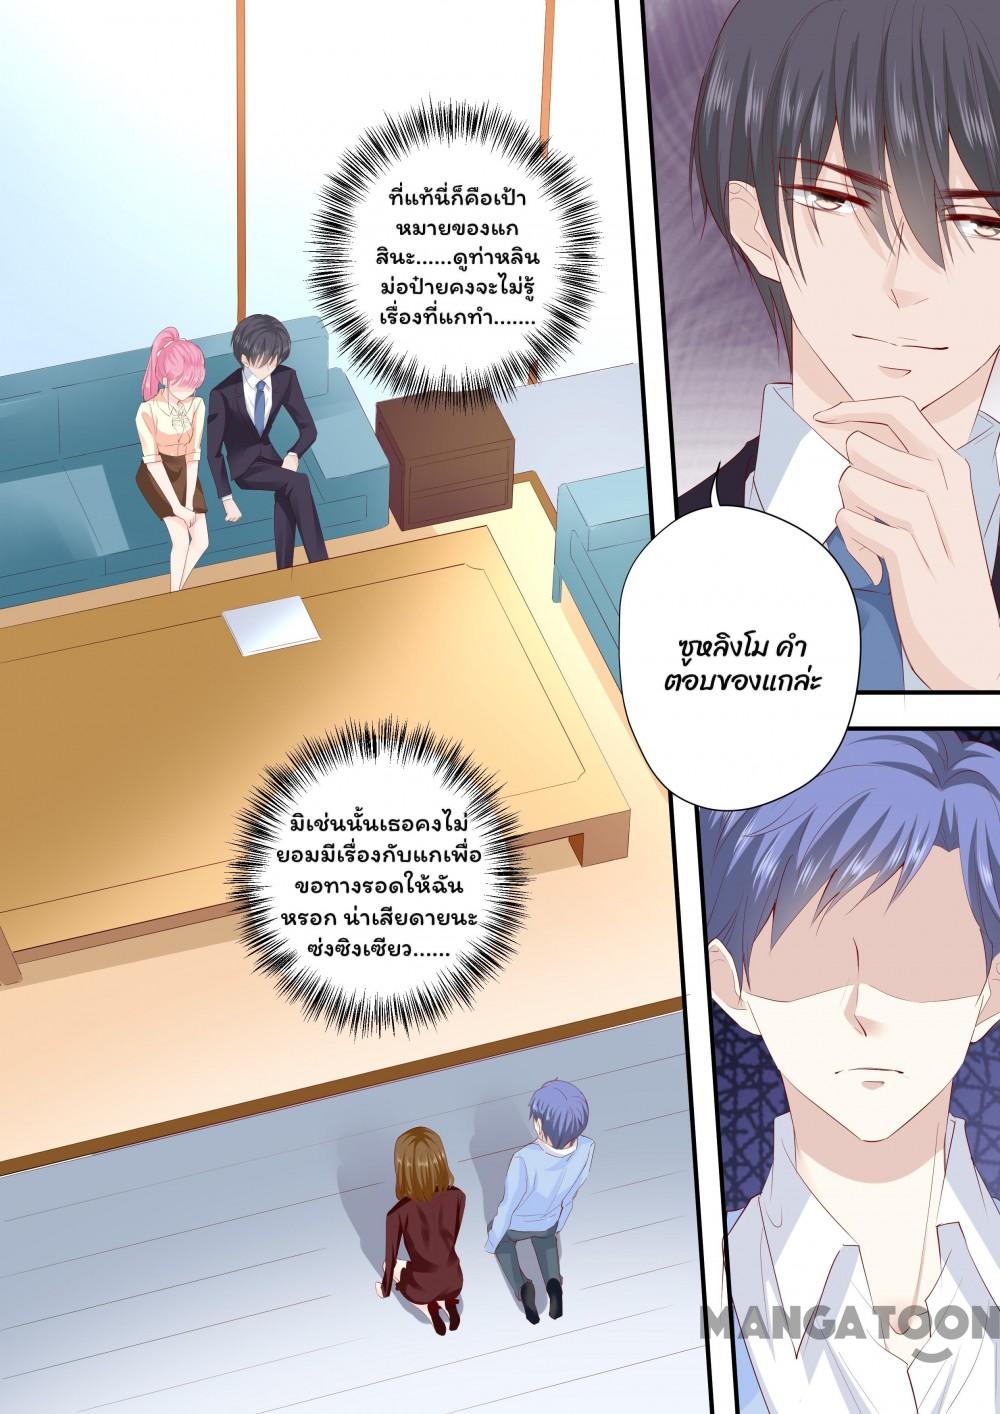 ที่แท้นี่ก็คือเป้า
หมายของแก
สินะ......ดูท่าหลิน
ม่อป๋ายคงจะไม่รู้
เรื่องที่แกทำ.......
ซูหลิงโม คำ
ตอบของแกล่ะ
มิเช่นนั้นเธอคงไม่
ยอมมีเรื่องกับแกเพื่อ
ขอทางรอดให้ฉัน
หรอก น่าเสียดายนะ
ซ่งซิงเซียว......
MANGATOON